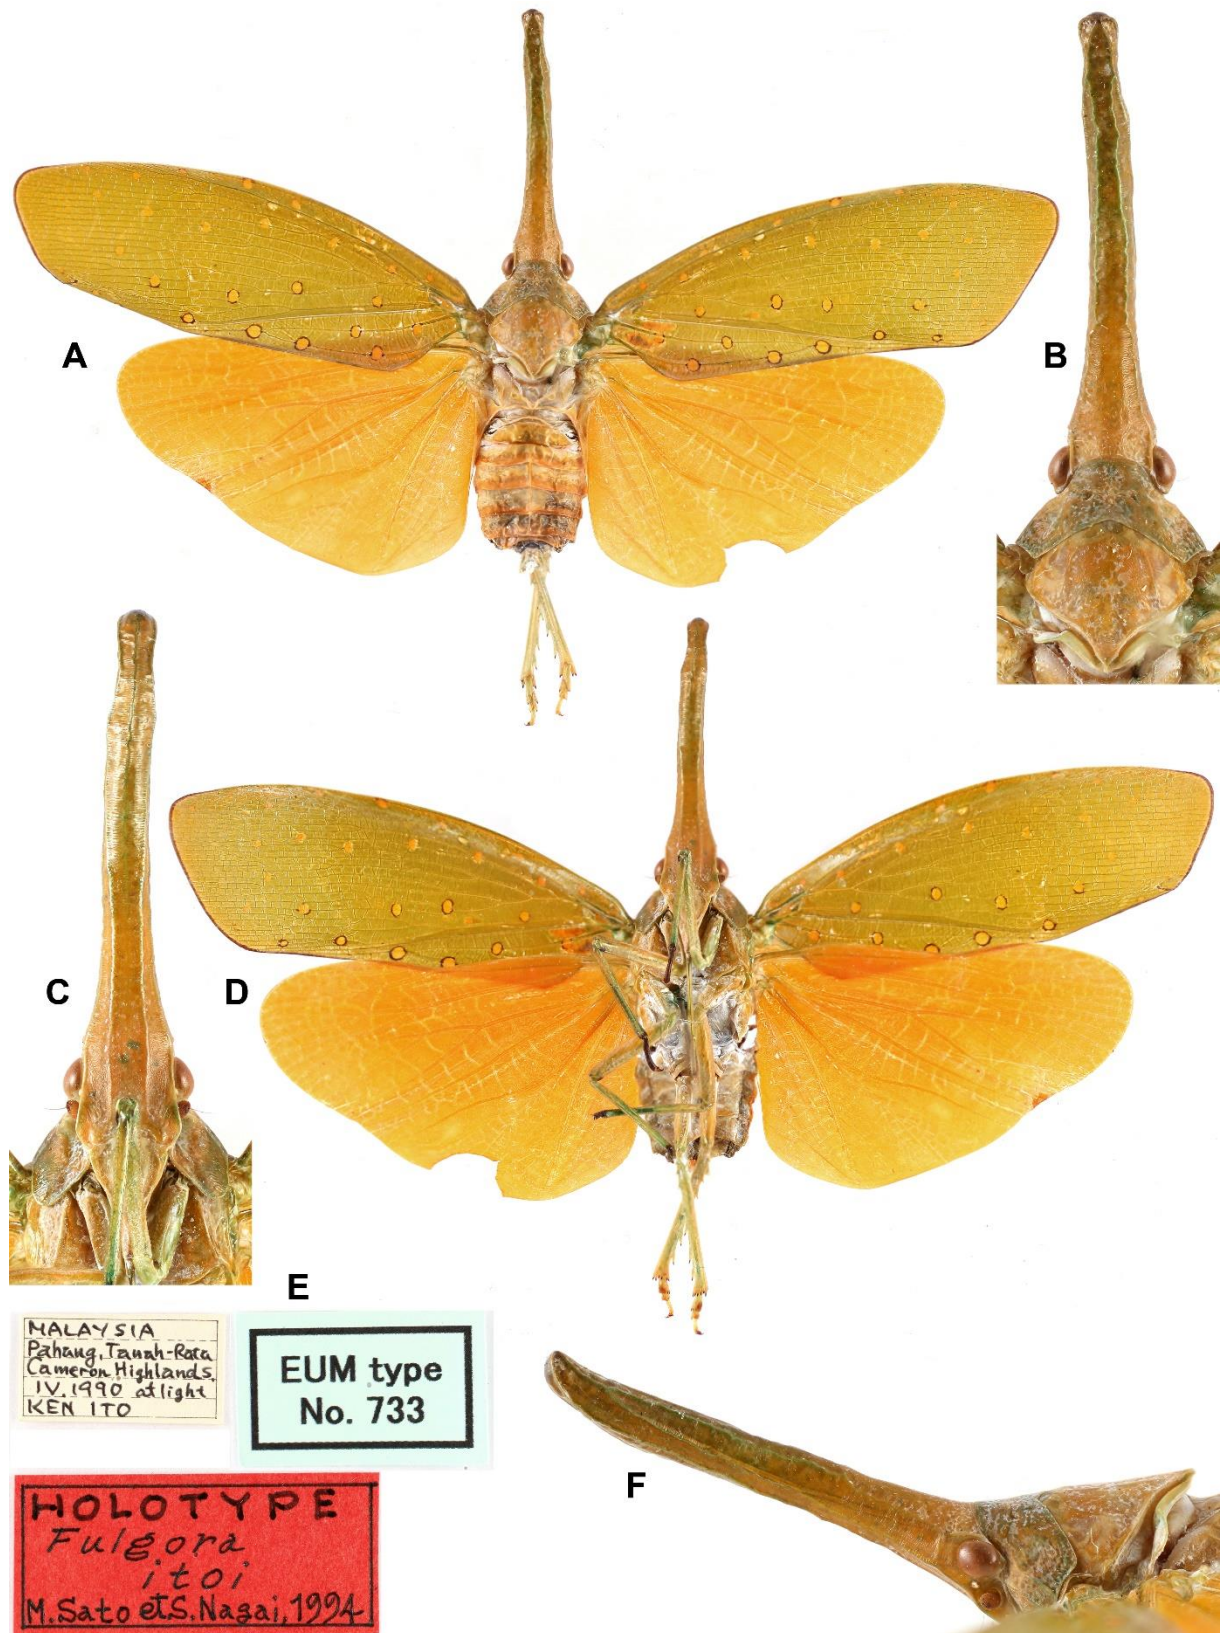 A
B
C
D
E
MALAYSIA
Pahang, Tanah-Rata
Cameron Highlands,
IV. 1990 at light
KEN ITO
EUM type
No. 733
F
HOLOTYPE
Fulgora
itoi
M. Sato et S. Nagai, 1994